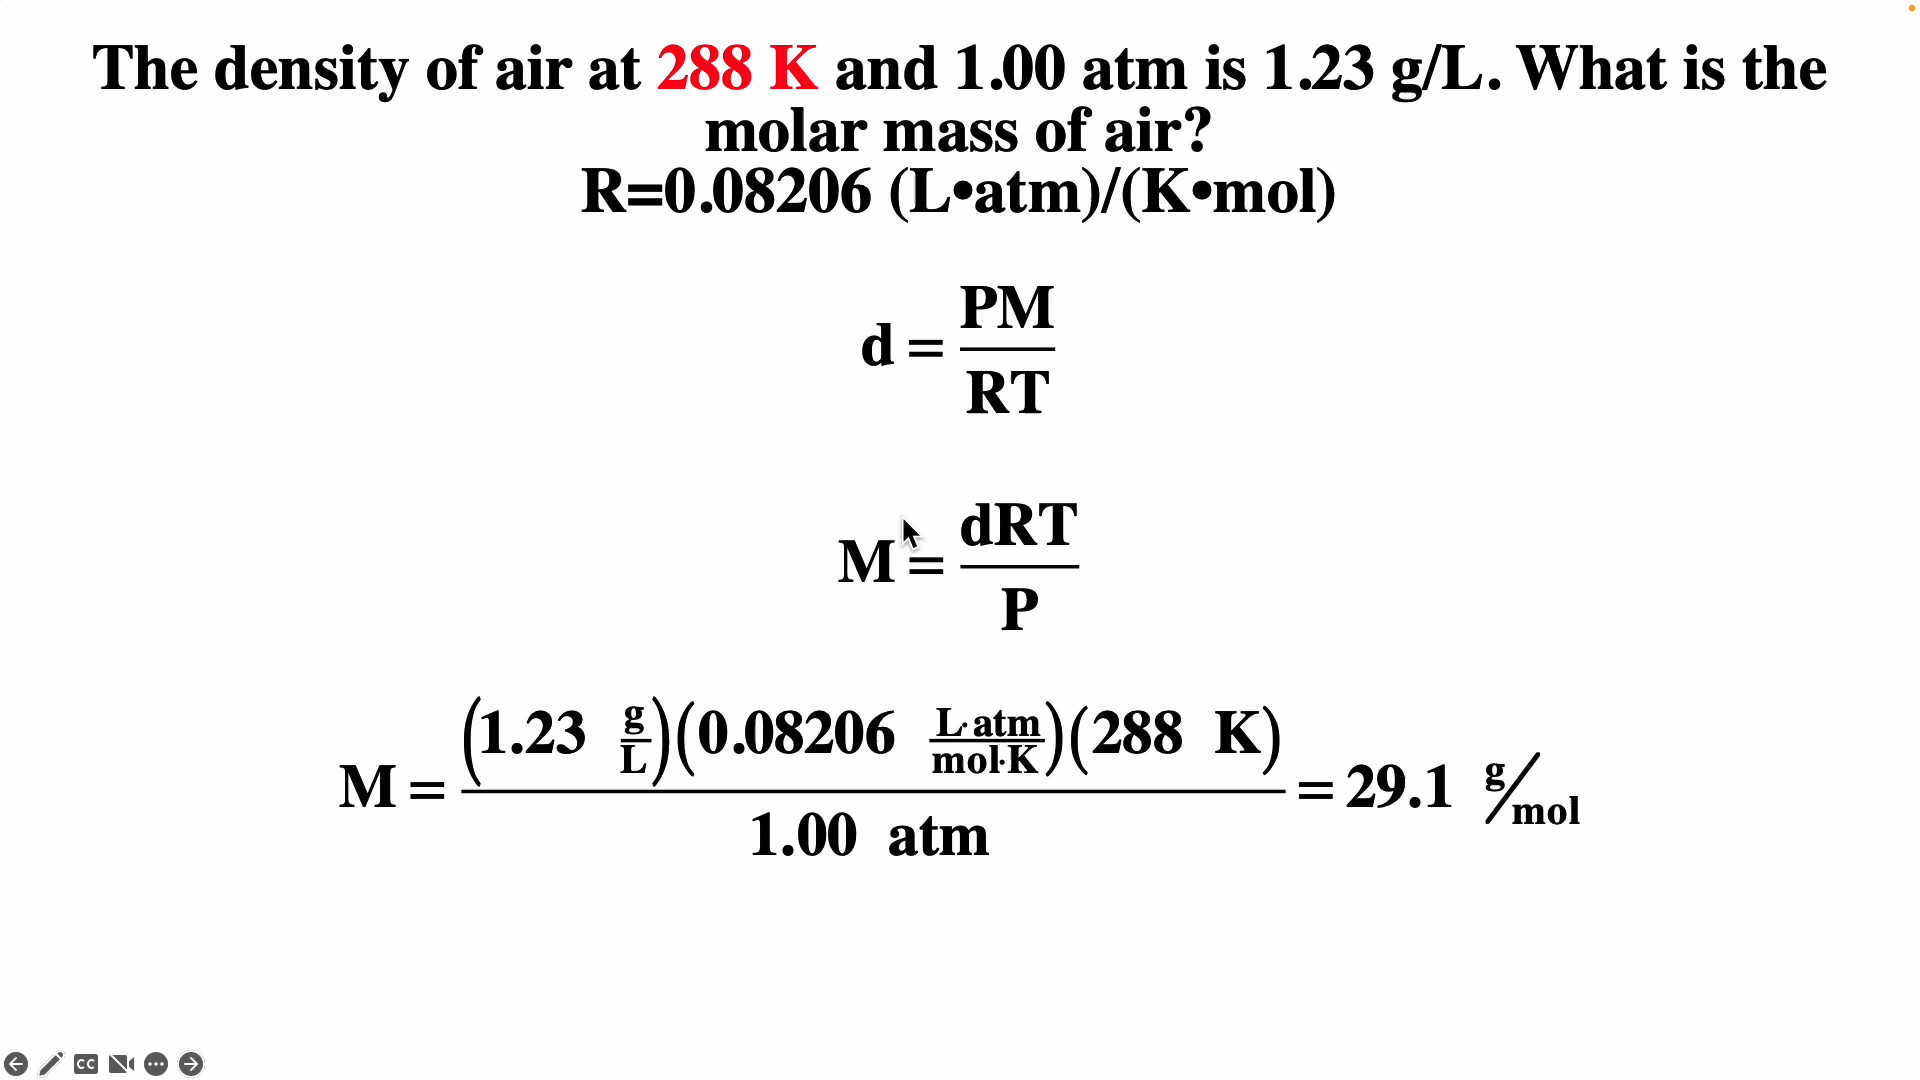 The density of air at 288 K and 1.00 atm is 1.23 g/L. What is the
molar mass of air?
R=0.08206 (L•atm)/(K•mol)
d = PM/RT
M = dRT/P
M = (1.23 g/L)(0.08206 L·atm/mol·K)(288 K)/1.00 atm = 29.1 g/mol
CC